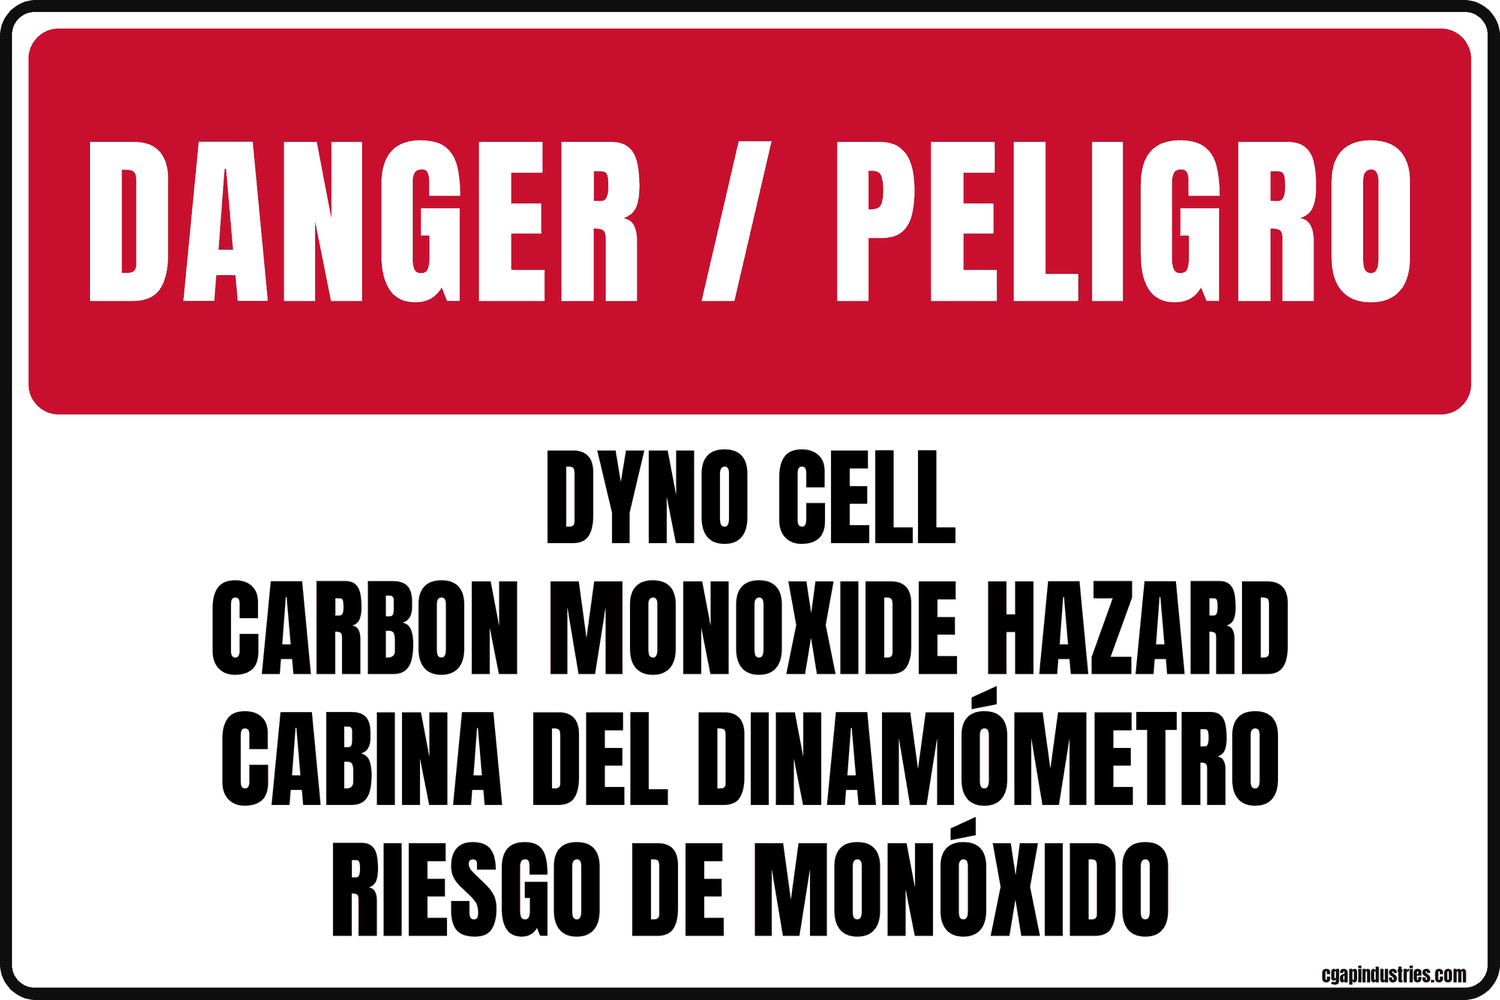 DANGER / PELIGRO
DYNO CELL
CARBON MONOXIDE HAZARD
CABINA DEL DINAMÓMETRO
RIESGO DE MONÓXIDO
cgapindustries.com